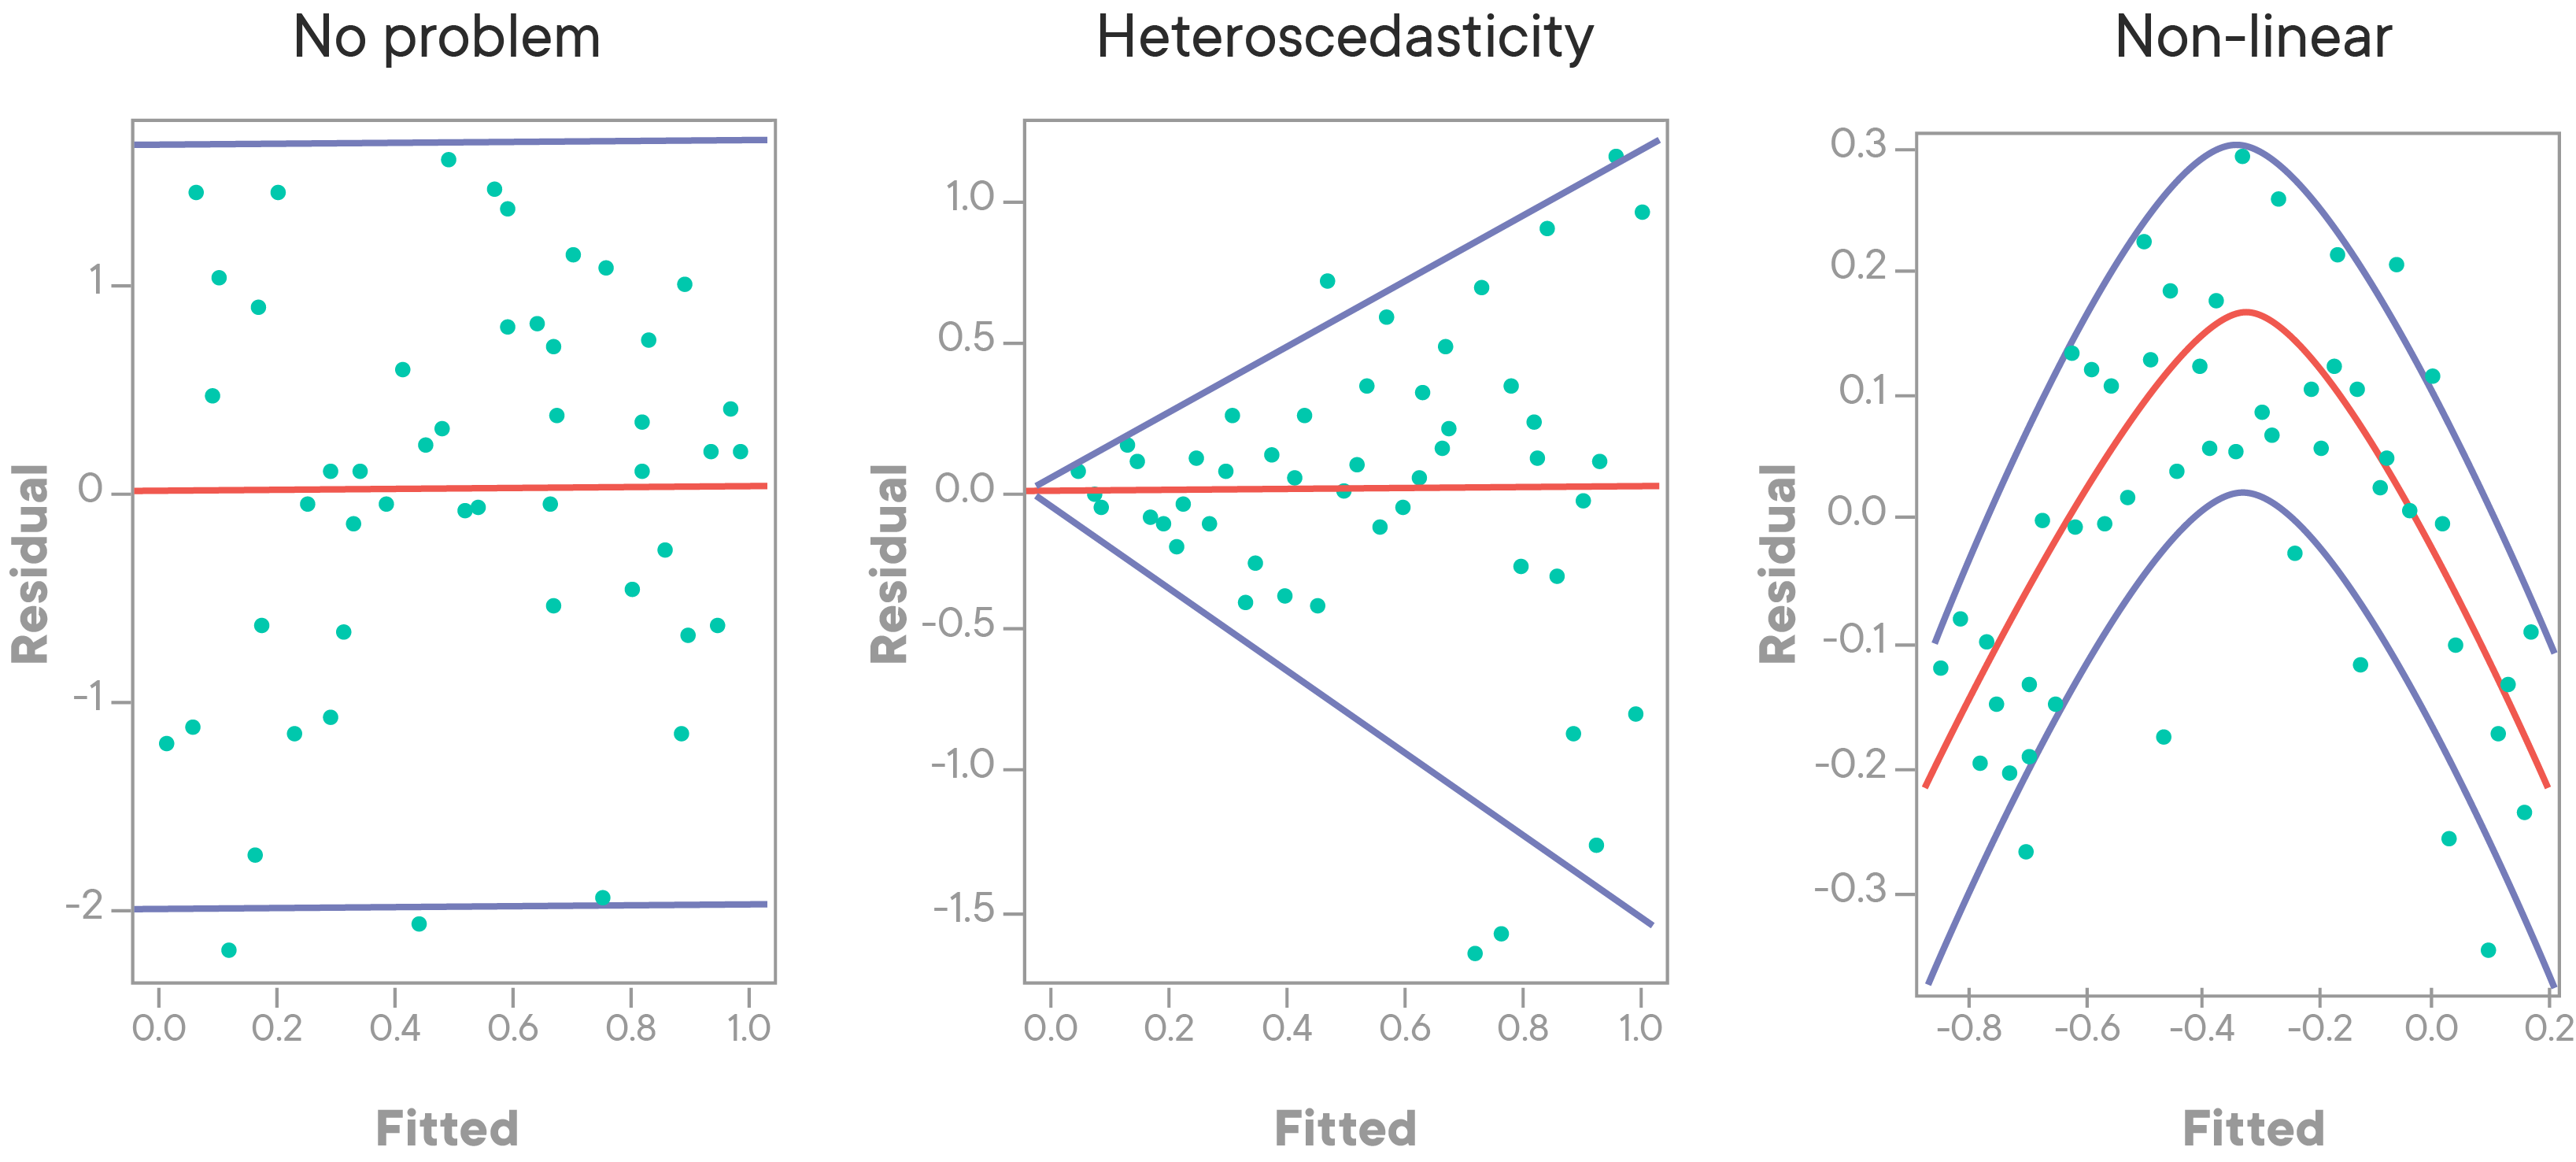 No problem
Residual
1
0
-1
-2
0.0 0.2 0.4 0.6 0.8 1.0
Fitted
Heteroscedasticity
Residual
1.0
0.5
0.0
-0.5
-1.0
-1.5
0.0 0.2 0.4 0.6 0.8 1.0
Fitted
Non-linear
Residual
0.3
0.2
0.1
0.0
-0.1
-0.2
-0.3
-0.8 -0.6 -0.4 -0.2 0.0 0.2
Fitted